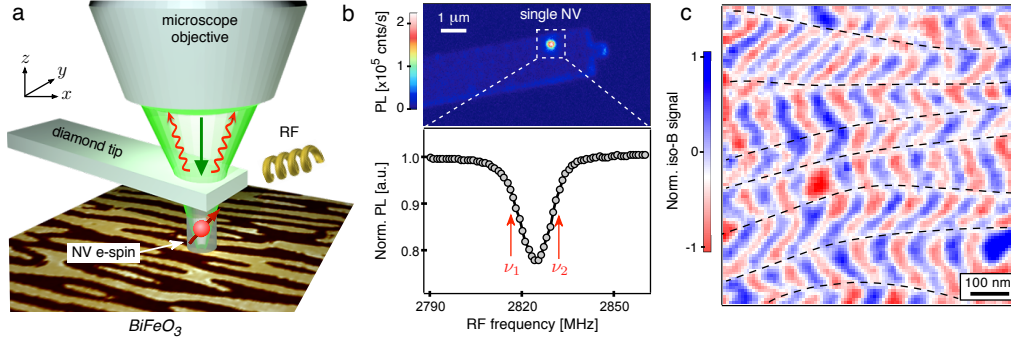 a
microscope
objective
z
y
x
diamond tip
RF
NV e-spin
BiFeO3
b
1 μm
single NV
PL [x10⁵ cnts/s]
2
1
0
Norm. PL [a.u.]
1.0
0.9
0.8
ν1
ν2
2790
2820
2850
RF frequency [MHz]
c
Norm. iso-B signal
1
0
-1
100 nm